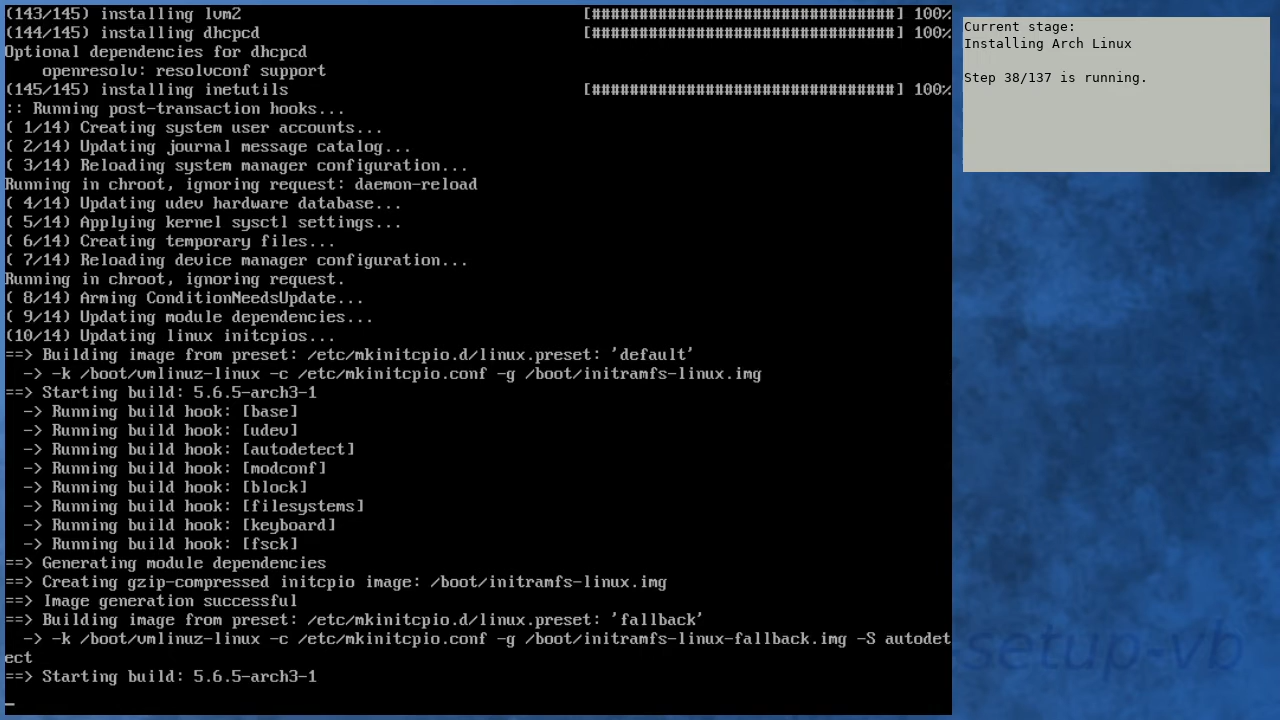 (143/145) installing lvm2 [################################] 100%
(144/145) installing dhcpcd [################################] 100%
Optional dependencies for dhcpcd
    openresolv: resolvconf support
(145/145) installing inetutils [################################] 100%
:: Running post-transaction hooks...
( 1/14) Creating system user accounts...
( 2/14) Updating journal message catalog...
( 3/14) Reloading system manager configuration...
Running in chroot, ignoring request: daemon-reload
( 4/14) Updating udev hardware database...
( 5/14) Applying kernel sysctl settings...
( 6/14) Creating temporary files...
( 7/14) Reloading device manager configuration...
Running in chroot, ignoring request.
( 8/14) Arming ConditionNeedsUpdate...
( 9/14) Updating module dependencies...
(10/14) Updating linux initcpios...
==> Building image from preset: /etc/mkinitcpio.d/linux.preset: 'default'
  -> -k /boot/vmlinuz-linux -c /etc/mkinitcpio.conf -g /boot/initramfs-linux.img
==> Starting build: 5.6.5-arch3-1
  -> Running build hook: [base]
  -> Running build hook: [udev]
  -> Running build hook: [autodetect]
  -> Running build hook: [modconf]
  -> Running build hook: [block]
  -> Running build hook: [filesystems]
  -> Running build hook: [keyboard]
  -> Running build hook: [fsck]
==> Generating module dependencies
==> Creating gzip-compressed initcpio image: /boot/initramfs-linux.img
==> Image generation successful
==> Building image from preset: /etc/mkinitcpio.d/linux.preset: 'fallback'
  -> -k /boot/vmlinuz-linux -c /etc/mkinitcpio.conf -g /boot/initramfs-linux-fallback.img -S autodet
ect
==> Starting build: 5.6.5-arch3-1
_
Current stage:
Installing Arch Linux
Step 38/137 is running.
setup-vb